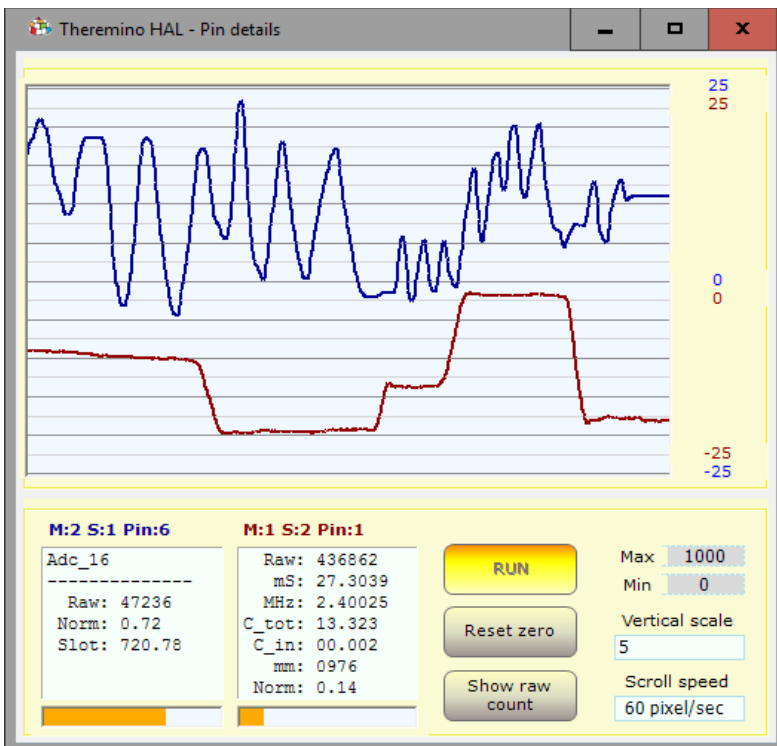 Theremino HAL - Pin details
25
25
0
0
-25
-25
M:2 S:1 Pin:6
Adc_16
--------------
Raw: 47236
Norm: 0.72
Slot: 720.78
M:1 S:2 Pin:1
Raw: 436862
mS: 27.3039
MHz: 2.40025
C_tot: 13.323
C_in: 00.002
mm: 0976
Norm: 0.14
RUN
Reset zero
Show raw
count
Max 1000
Min 0
Vertical scale
5
Scroll speed
60 pixel/sec